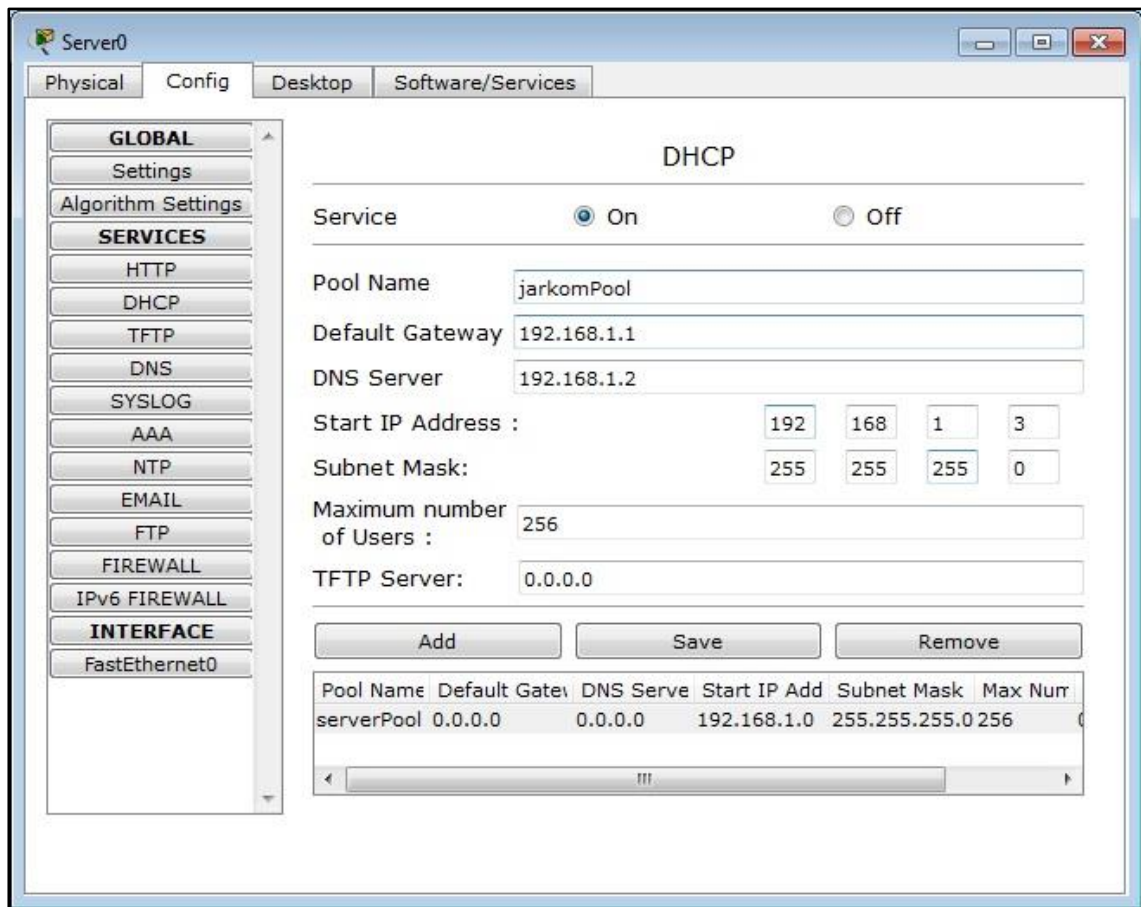 Server0
Physical Config Desktop Software/Services
GLOBAL
Settings
Algorithm Settings
SERVICES
HTTP
DHCP
TFTP
DNS
SYSLOG
AAA
NTP
EMAIL
FTP
FIREWALL
IPv6 FIREWALL
INTERFACE
FastEthernet0
DHCP
Service On Off
Pool Name jarkomPool
Default Gateway 192.168.1.1
DNS Server 192.168.1.2
Start IP Address : 192 168 1 3
Subnet Mask: 255 255 255 0
Maximum number
of Users : 256
TFTP Server: 0.0.0.0
Add Save Remove
Pool Name Default Gatew DNS Serve Start IP Add Subnet Mask Max Num
serverPool 0.0.0.0 0.0.0.0 192.168.1.0 255.255.255.0 256